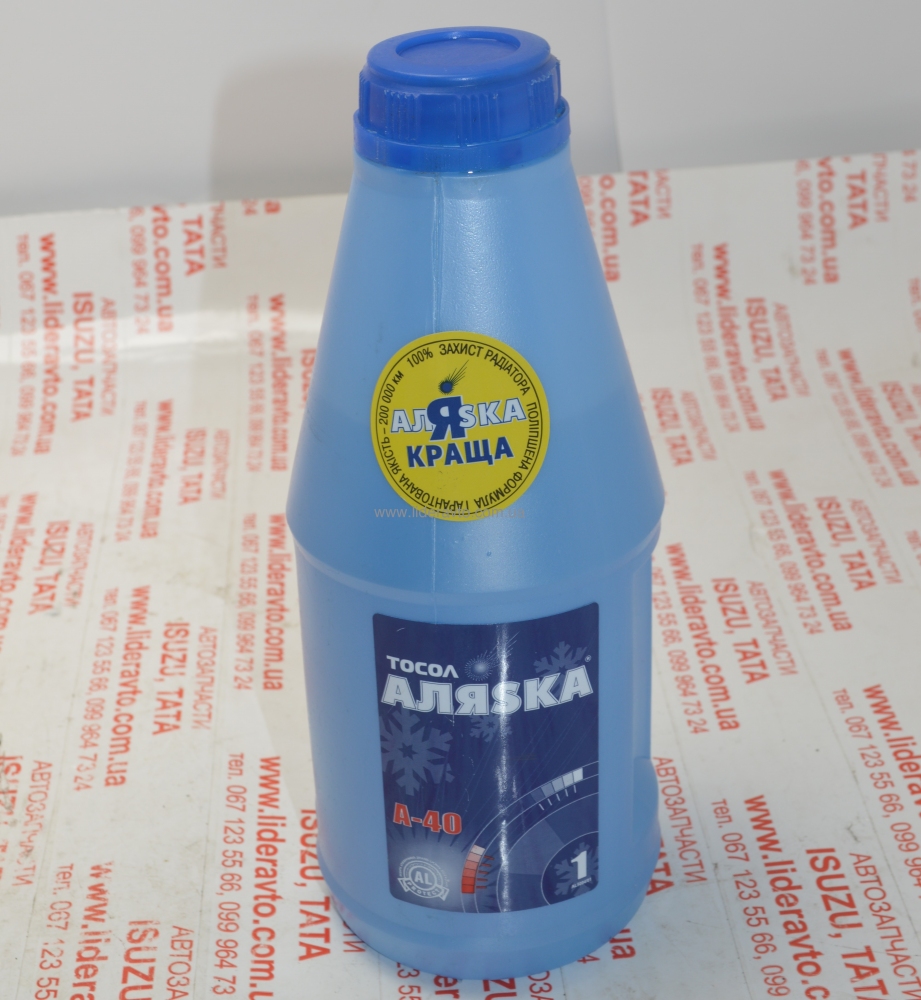 100% ЗАХИСТ РАДІАТОРА
ПОЛІПШЕНА ФОРМУЛА
ГАРАНТОВАНА ЯКІСТЬ – 200 000 км
АЛЯSKA
КРАЩА
ТОСОЛ
АЛЯSKA®
А-40
AL
1
АВТОЗАПЧАСТИ
ISUZU, TATA
www.lideravto.com.ua
тел. 067 123 55 66, 099 964 73 24